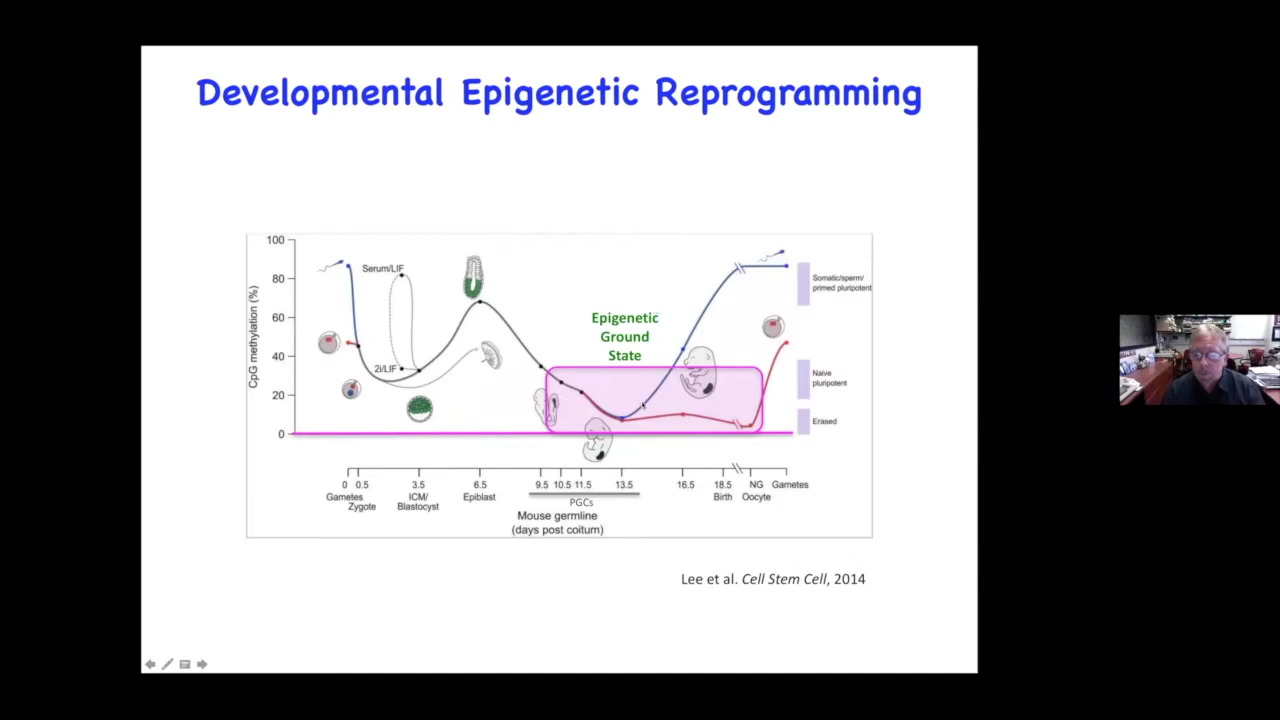 Developmental Epigenetic Reprogramming
100
80
60
40
20
0
CpG methylation (%)
Serum/LIF
2i/LIF
Epigenetic
Ground
State
Somatic/sperm/
primed pluripotent
Naive
pluripotent
Erased
0 0.5 3.5 6.5 9.5 10.5 11.5 13.5 16.5 18.5 NG Gametes
Gametes ICM/ Epiblast Birth Oocyte
Zygote Blastocyst
PGCs
Mouse germline
(days post coitum)
Lee et al. Cell Stem Cell, 2014